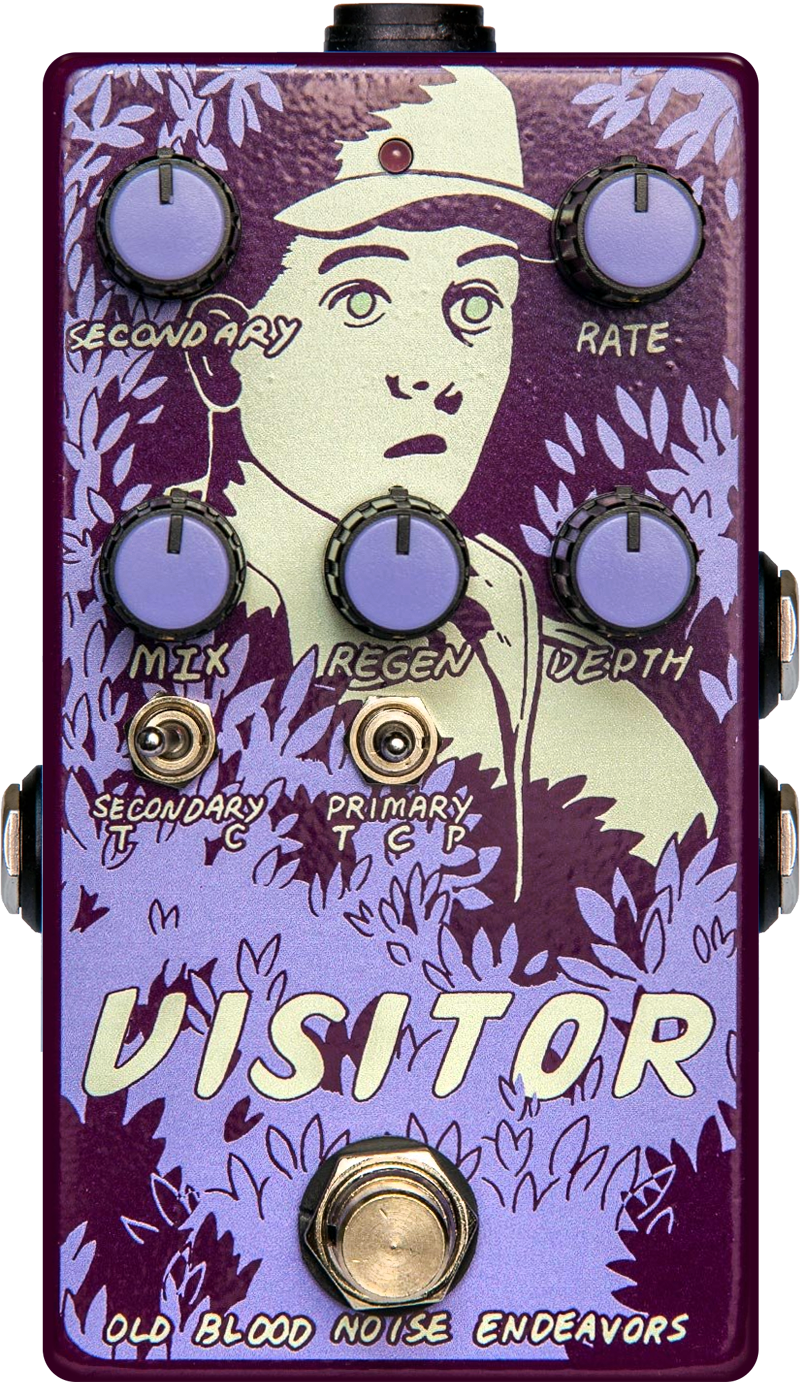 SECONDARY
RATE
MIX
REGEN
DEPTH
SECONDARY
T C
PRIMARY
T C P
VISITOR
OLD BLOOD NOISE ENDEAVORS